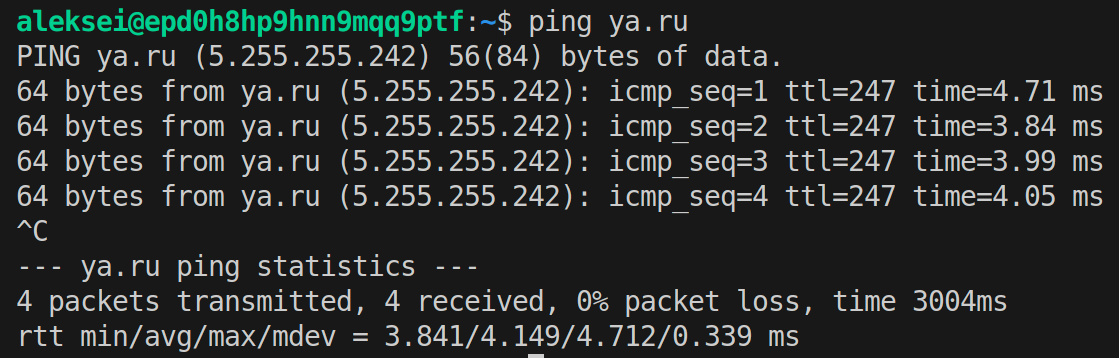 aleksei@epd0h8hp9hnn9mqq9ptf:~$ ping ya.ru
PING ya.ru (5.255.255.242) 56(84) bytes of data.
64 bytes from ya.ru (5.255.255.242): icmp_seq=1 ttl=247 time=4.71 ms
64 bytes from ya.ru (5.255.255.242): icmp_seq=2 ttl=247 time=3.84 ms
64 bytes from ya.ru (5.255.255.242): icmp_seq=3 ttl=247 time=3.99 ms
64 bytes from ya.ru (5.255.255.242): icmp_seq=4 ttl=247 time=4.05 ms
^C
--- ya.ru ping statistics ---
4 packets transmitted, 4 received, 0% packet loss, time 3004ms
rtt min/avg/max/mdev = 3.841/4.149/4.712/0.339 ms